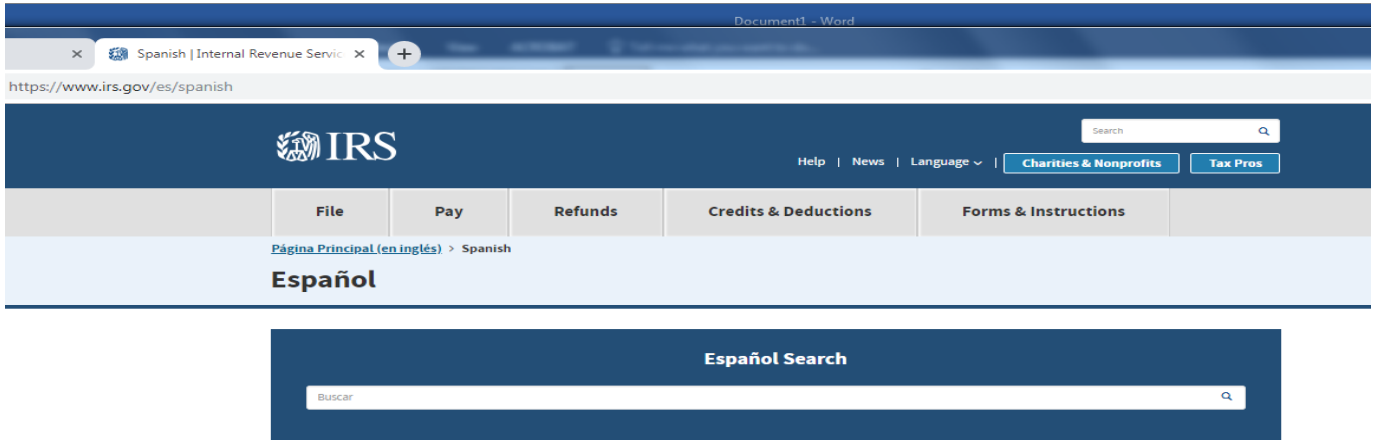 Document1 - Word
Spanish | Internal Revenue Servic
https://www.irs.gov/es/spanish
IRS
Search
Help | News | Language | Charities & Nonprofits Tax Pros
File Pay Refunds Credits & Deductions Forms & Instructions
Página Principal (en inglés) > Spanish
Español
Español Search
Buscar